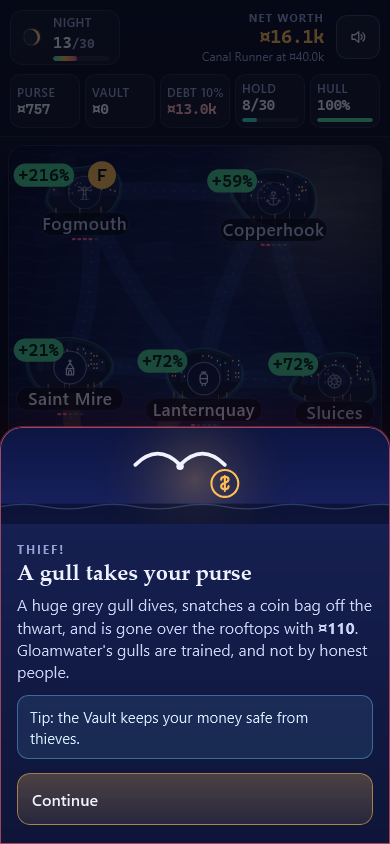 NIGHT
13/30
NET WORTH
¤16.1k
Canal Runner at ¤40.0k
PURSE
¤757
VAULT
¤0
DEBT 10%
¤13.0k
HOLD
8/30
HULL
100%
+216%
F
Fogmouth
+59%
Copperhook
+21%
Saint Mire
+72%
Lanternquay
+72%
Sluices
THIEF!
A gull takes your purse
A huge grey gull dives, snatches a coin bag off the
thwart, and is gone over the rooftops with ¤110.
Gloamwater's gulls are trained, and not by honest
people.
Tip: the Vault keeps your money safe from
thieves.
Continue